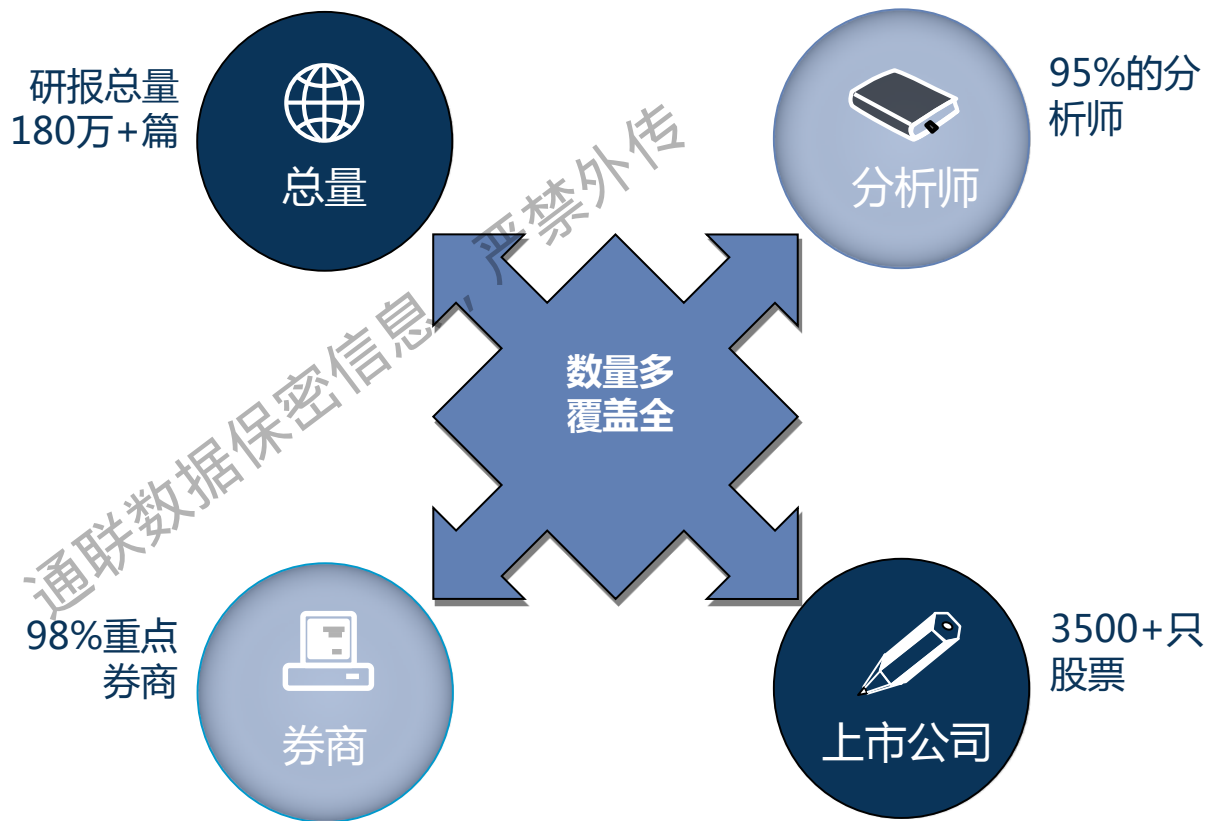 研报总量
180万+篇
总量
95%的分
析师
分析师
数量多
覆盖全
98%重点
券商
券商
3500+只
股票
上市公司
通联数据保密信息，严禁外传